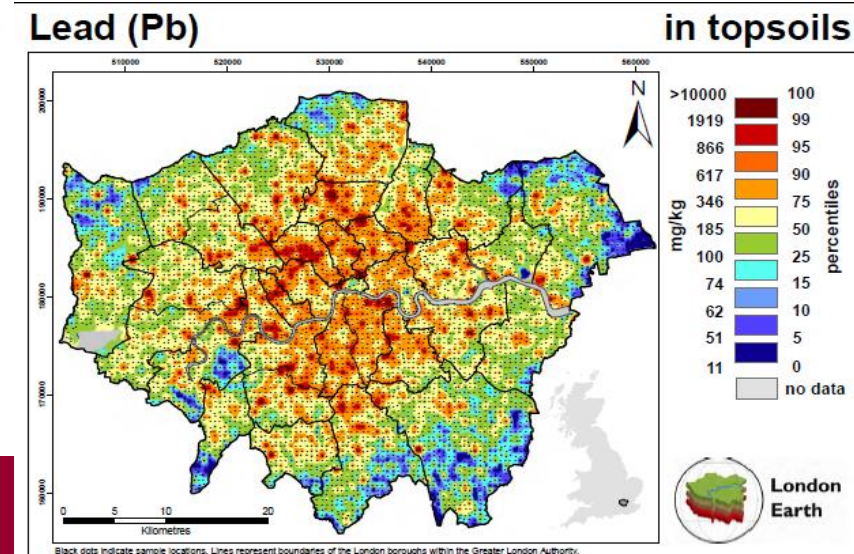 Lead (Pb)
in topsoils
510000 520000 530000 540000 550000 560000
200000
190000
180000
170000
160000
N
0 5 10 20
Kilometres
mg/kg
>10000
1919
866
617
346
185
100
74
62
51
11
100
99
95
90
75
50
25
15
10
5
0
percentiles
no data
London
Earth
Black dots indicate sample locations. Lines represent boundaries of the London boroughs within the Greater London Authority.